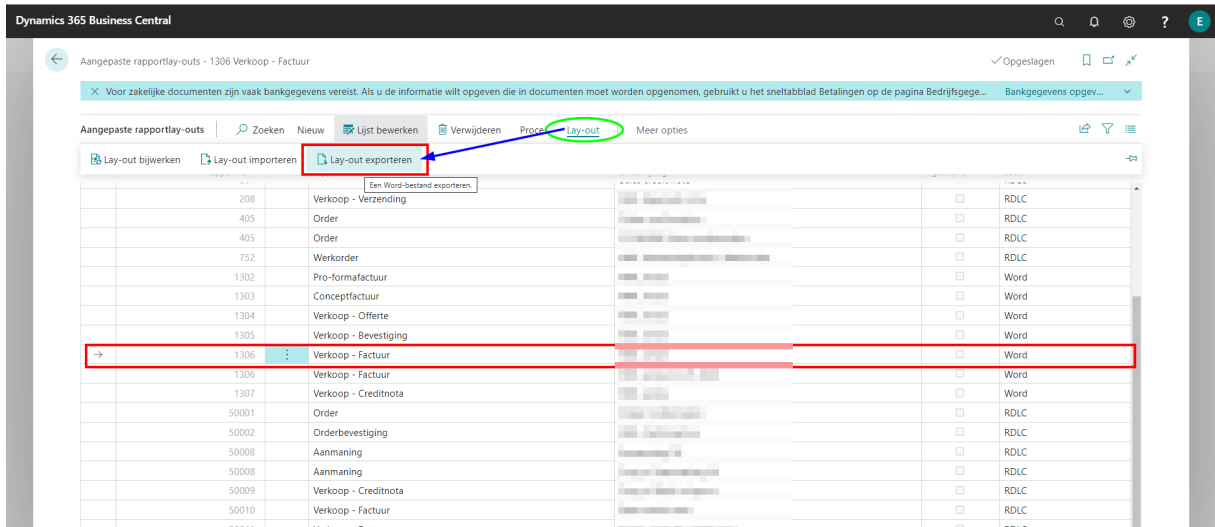 Dynamics 365 Business Central
? E
Aangepaste rapportlay-outs - 1306 Verkoop - Factuur
Opgeslagen
Voor zakelijke documenten zijn vaak bankgegevens vereist. Als u de informatie wilt opgeven die in documenten moet worden opgenomen, gebruikt u het sneltabblad Betalingen op de pagina Bedrijfsgege... Bankgegevens opgev...
Aangepaste rapportlay-outs Zoeken Nieuw Lijst bewerken Verwijderen Lay-out Meer opties
Lay-out bijwerken Lay-out importeren Lay-out exporteren
Een Word-bestand exporteren.
208 Verkoop - Verzending RDLC
405 Order RDLC
405 Order RDLC
752 Werkorder RDLC
1302 Pro-formafactuur Word
1303 Conceptfactuur Word
1304 Verkoop - Offerte Word
1305 Verkoop - Bevestiging Word
1306 Verkoop - Factuur Word
1306 Verkoop - Factuur Word
1307 Verkoop - Creditnota Word
50001 Order RDLC
50002 Orderbevestiging RDLC
50008 Aanmaning RDLC
50008 Aanmaning RDLC
50009 Verkoop - Creditnota RDLC
50010 Verkoop - Factuur RDLC